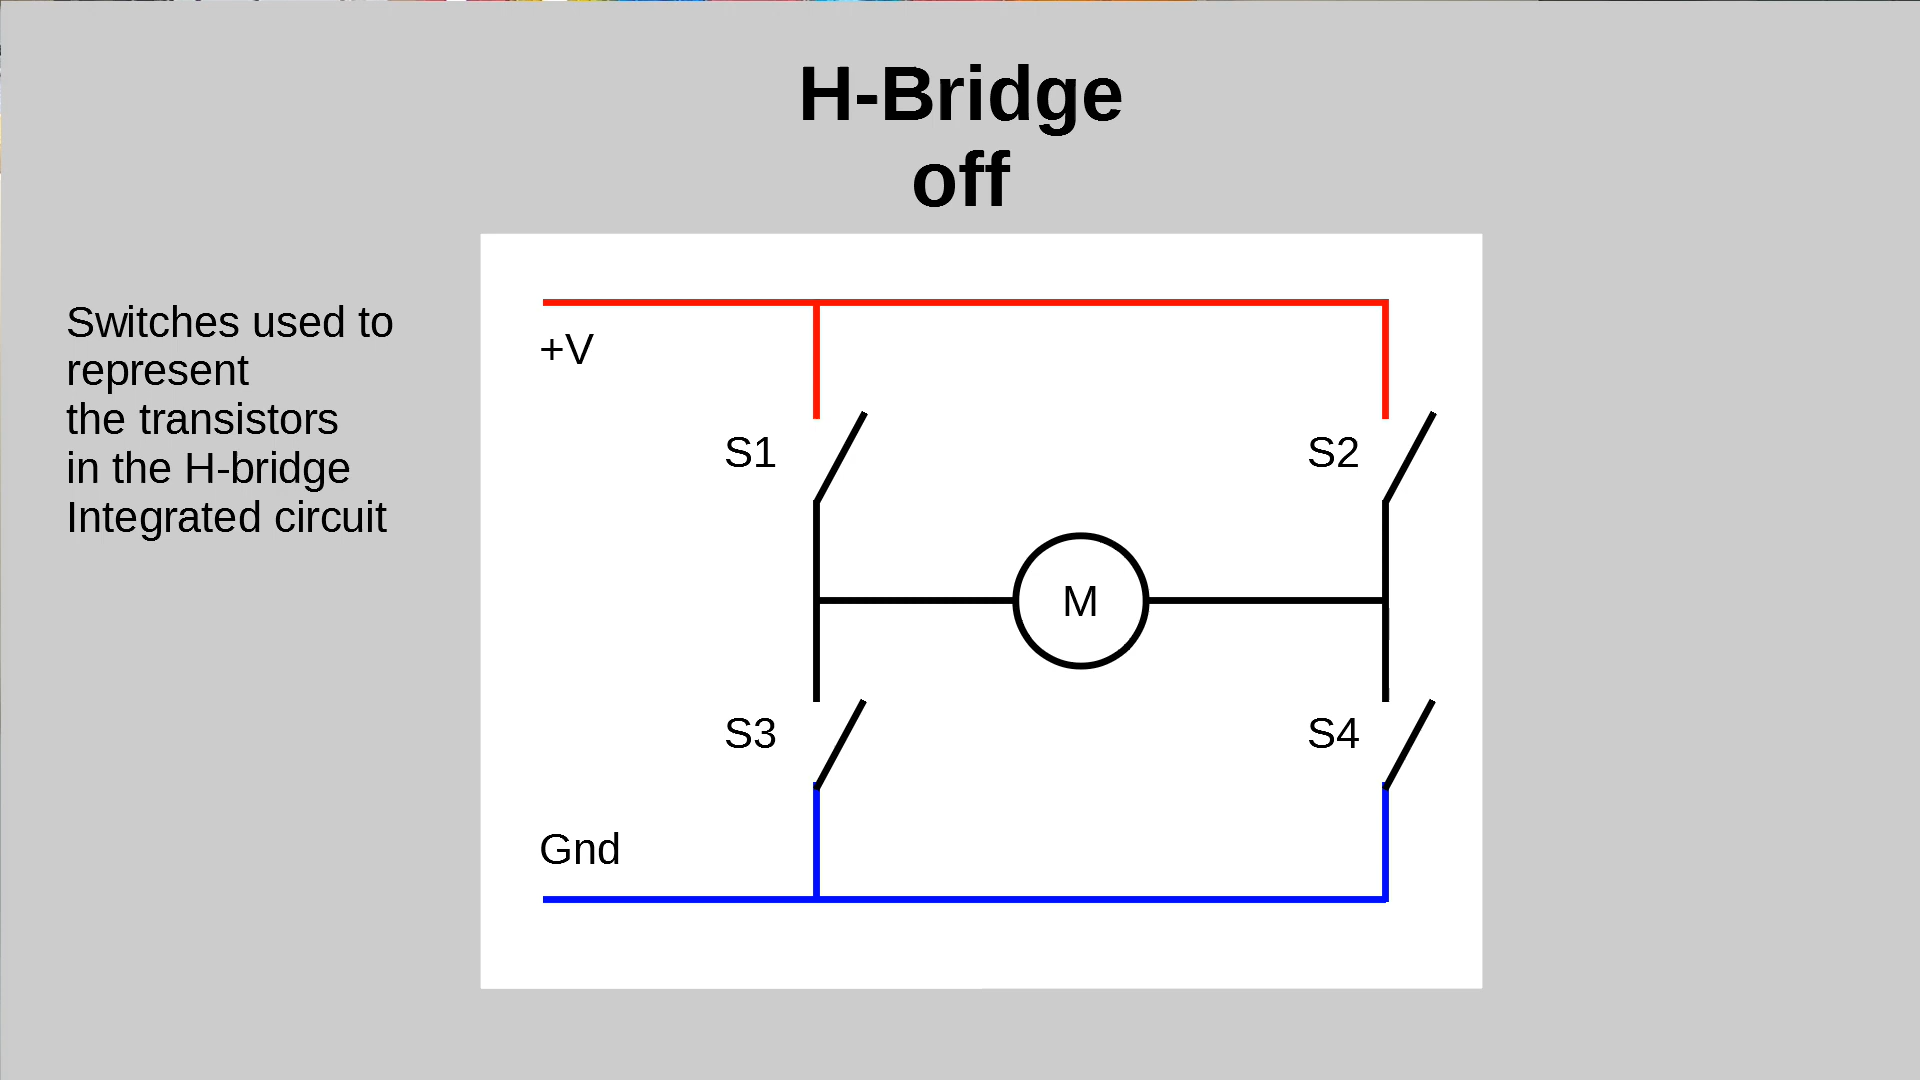 H-Bridge
off
Switches used to
represent
the transistors
in the H-bridge
Integrated circuit
+V
S1
S2
M
S3
S4
Gnd